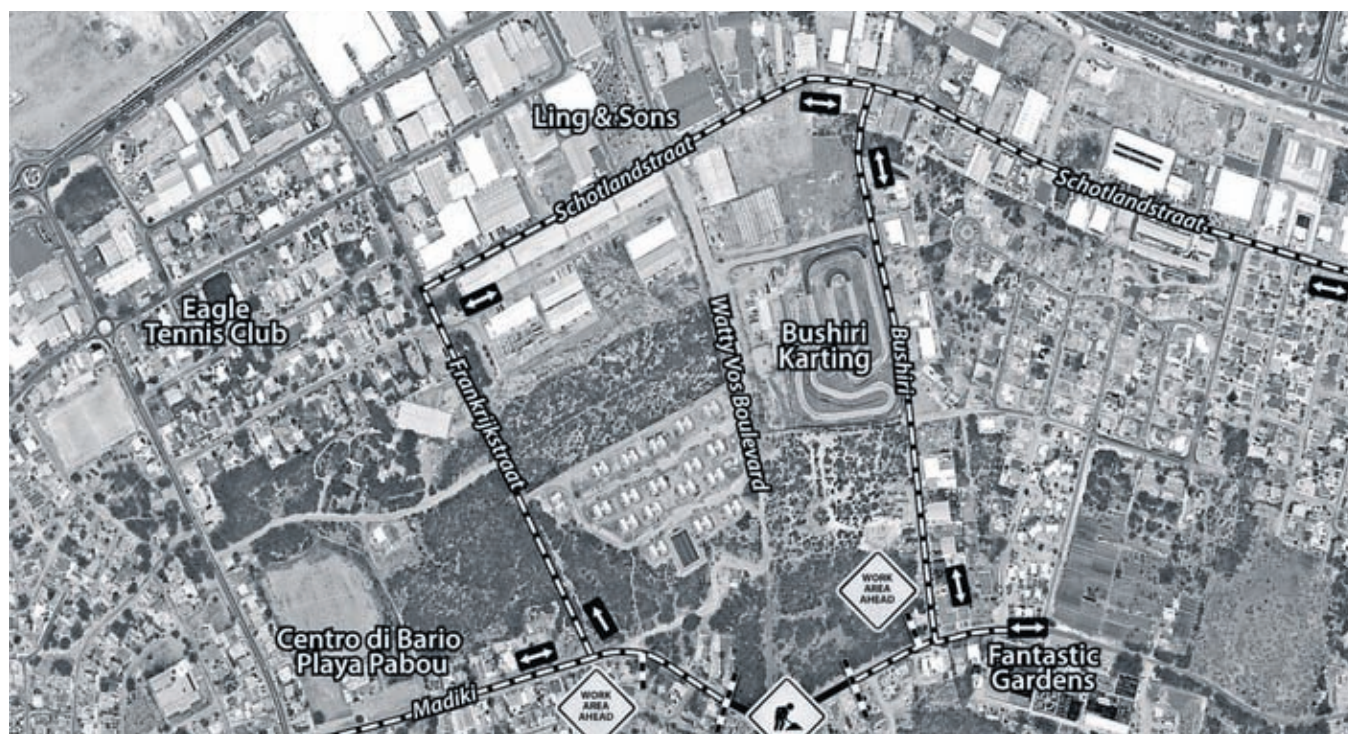 Ling & Sons
Schotlandstraat
Schotlandstraat
Eagle
Tennis Club
Watty Vos Boulevard
Bushiri
Karting
Bushiri
Frankrijkstraat
WORK
AREA
AHEAD
Centro di Bario
Playa Pabou
Madiki
WORK
AREA
AHEAD
Fantastic
Gardens